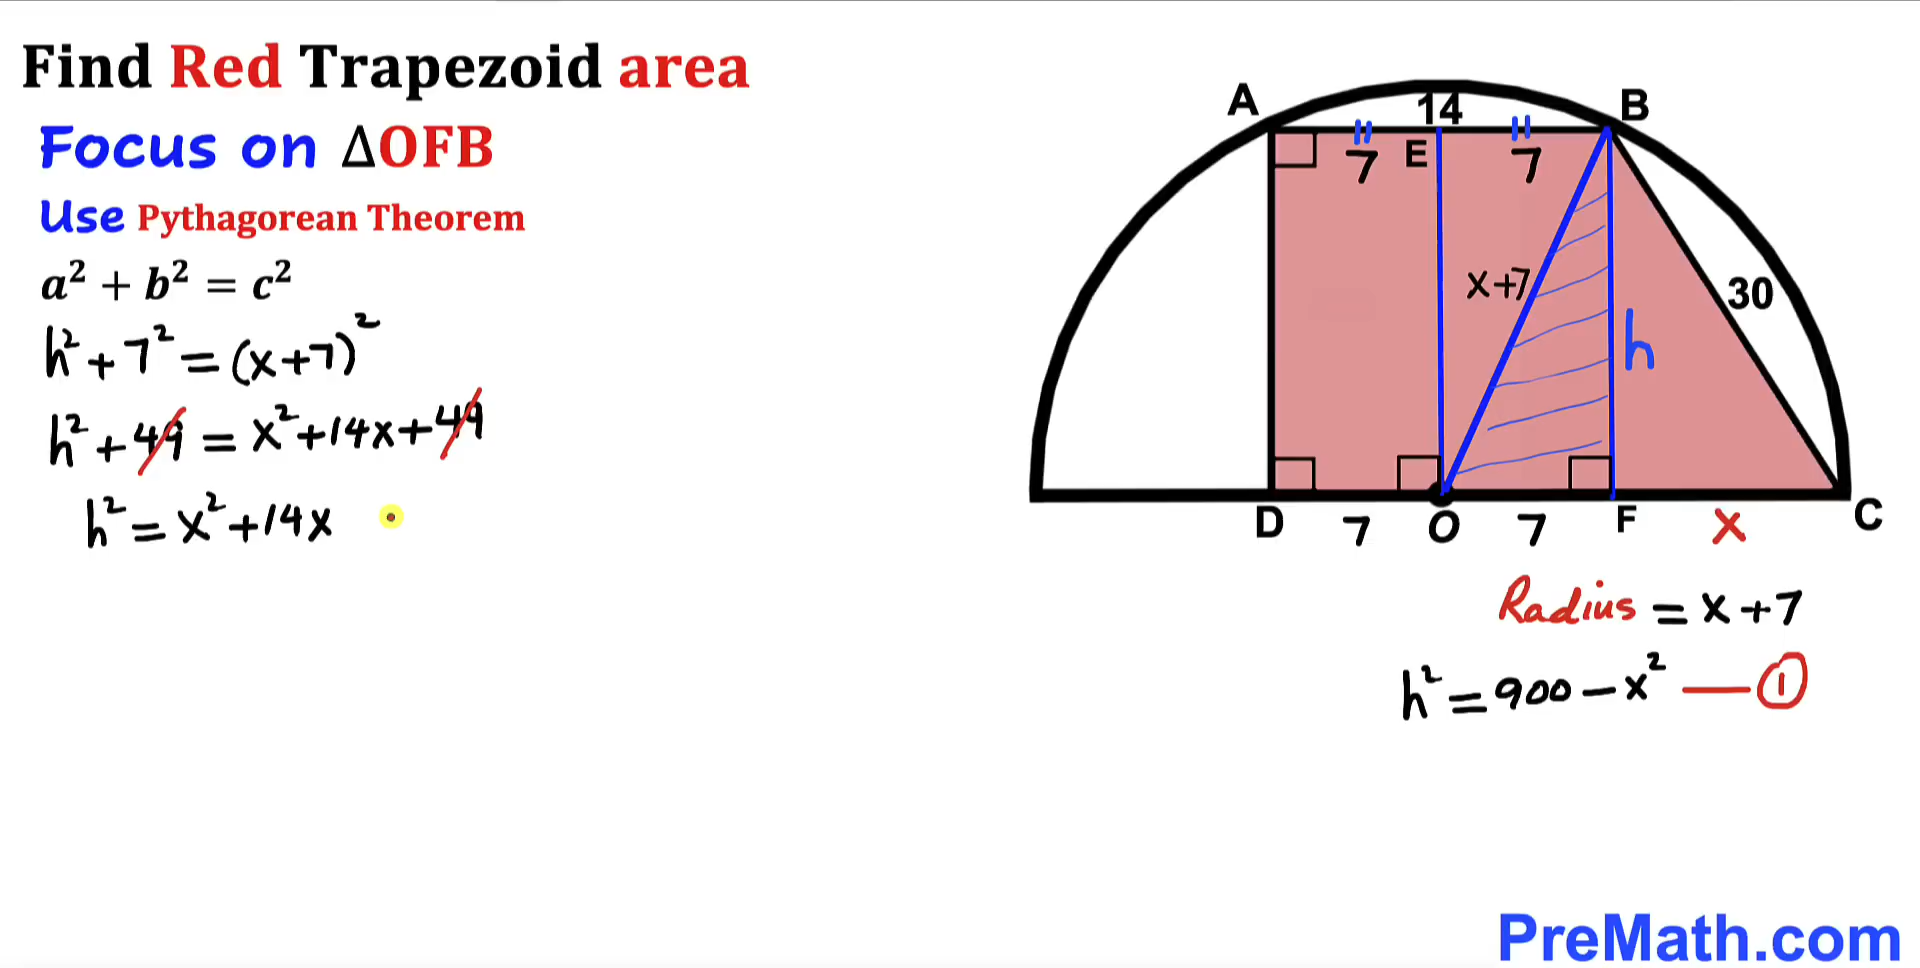 Find Red Trapezoid area
Focus on ΔOFB
Use Pythagorean Theorem
a² + b² = c²
h² + 7² = (x+7)²
h² + 49 = x² + 14x + 49
h² = x² + 14x
A 14 B
7 E 7
x+7
30
h
D 7 O 7 F x C
Radius = x + 7
h² = 900 − x² — ①
PreMath.com